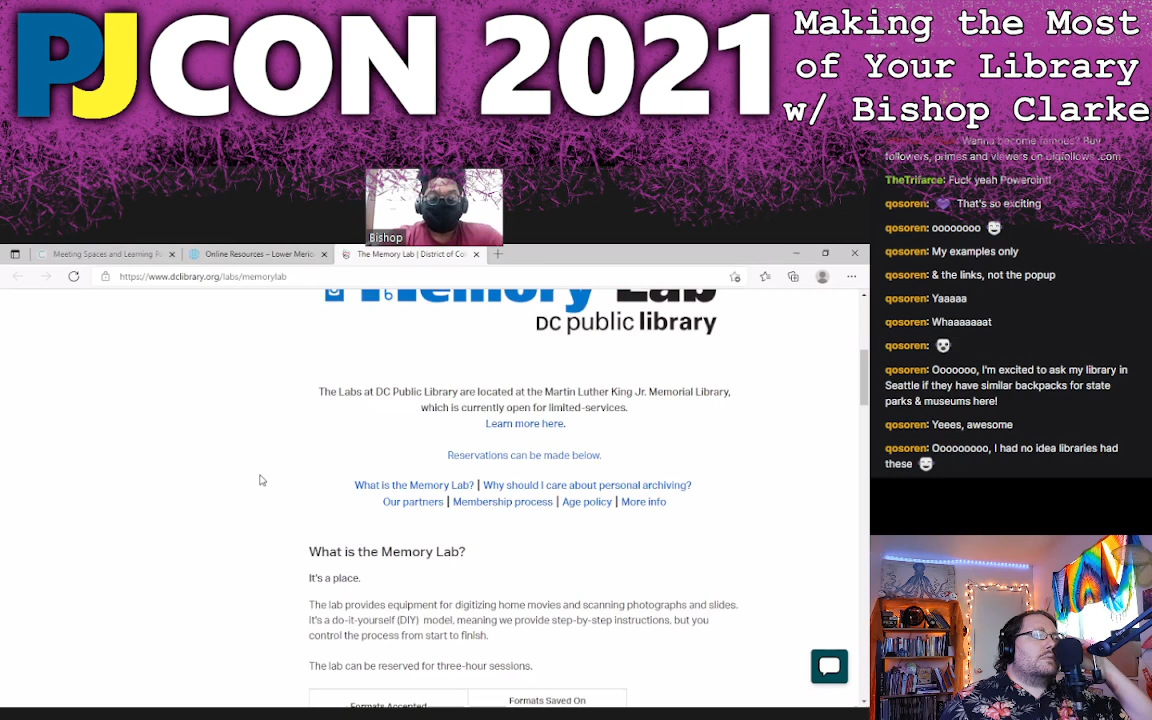 PJCON 2021
Making the Most
of Your Library
w/ Bishop Clarke
Wanna become famous? Buy
followers, primes and viewers on bigfollows .com
TheTrifarce: Fuck yeah Poweroint!
qosoren: That's so exciting
qosoren: oooooooo
qosoren: My examples only
qosoren: & the links, not the popup
qosoren: Yaaaaa
qosoren: Whaaaaaaat
qosoren:
qosoren: Ooooooo, I'm excited to ask my library in
Seattle if they have similar backpacks for state
parks & museums here!
qosoren: Yeees, awesome
qosoren: Ooooooooo, I had no idea libraries had
these
Bishop
Meeting Spaces and Learning Po
Online Resources – Lower Merio
The Memory Lab | District of Co
https://www.dclibrary.org/labs/memorylab
Memory Lab
DC public library
The Labs at DC Public Library are located at the Martin Luther King Jr. Memorial Library,
which is currently open for limited-services.
Learn more here.
Reservations can be made below.
What is the Memory Lab? | Why should I care about personal archiving?
Our partners | Membership process | Age policy | More info
What is the Memory Lab?
It's a place.
The lab provides equipment for digitizing home movies and scanning photographs and slides.
It's a do-it-yourself (DIY) model, meaning we provide step-by-step instructions, but you
control the process from start to finish.
The lab can be reserved for three-hour sessions.
Formats Accepted
Formats Saved On